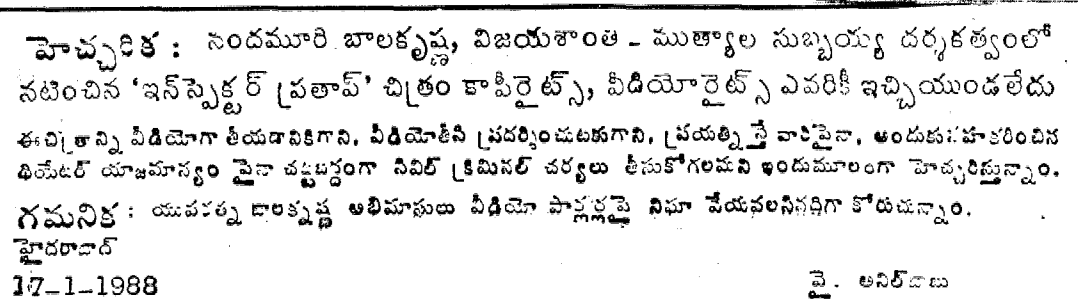 హెచ్చరిక : నందమూరి బాలకృష్ణ, విజయశాంతి - ముత్యాల సుబ్బయ్య దర్శకత్వంలో
నటించిన ‘ఇన్‌స్పెక్టర్ ప్రతాప్’ చిత్రం కాపీరైట్స్, వీడియోరైట్స్ ఎవరికీ ఇచ్చియుండలేదు
ఈచిత్రాన్ని వీడియోగా తీయడానికిగాని, వీడియోతీసి ప్రదర్శించుటకుగాని, ప్రయత్నిస్తే వారిపైనా, అందుకుసహకరించిన
థియేటర్ యాజమాన్యం పైనా చట్టబద్దంగా సివిల్ క్రిమినల్ చర్యలు తీసుకోగలమని ఇందుమూలంగా హెచ్చరిస్తున్నాం.
గమనిక : యువరత్న బాలకృష్ణ అభిమానులు వీడియో పార్లర్లపై నిఘా వేయవలసినదిగా కోరుచున్నాం.
హైదరాబాద్
17-1-1988 వై. అనిల్‌బాబు